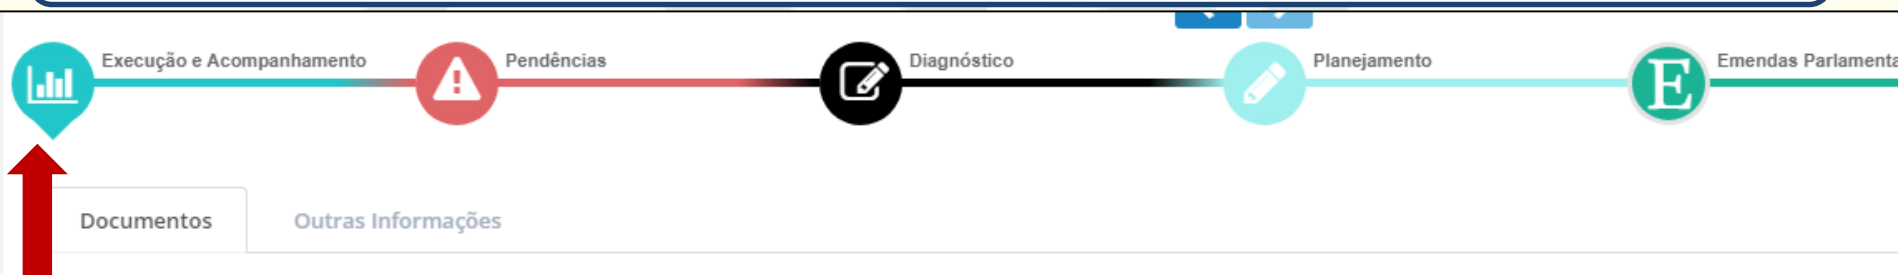 Execução e Acompanhamento
Pendências
Diagnóstico
Planejamento
E
Emendas Parlamenta
Documentos
Outras Informações